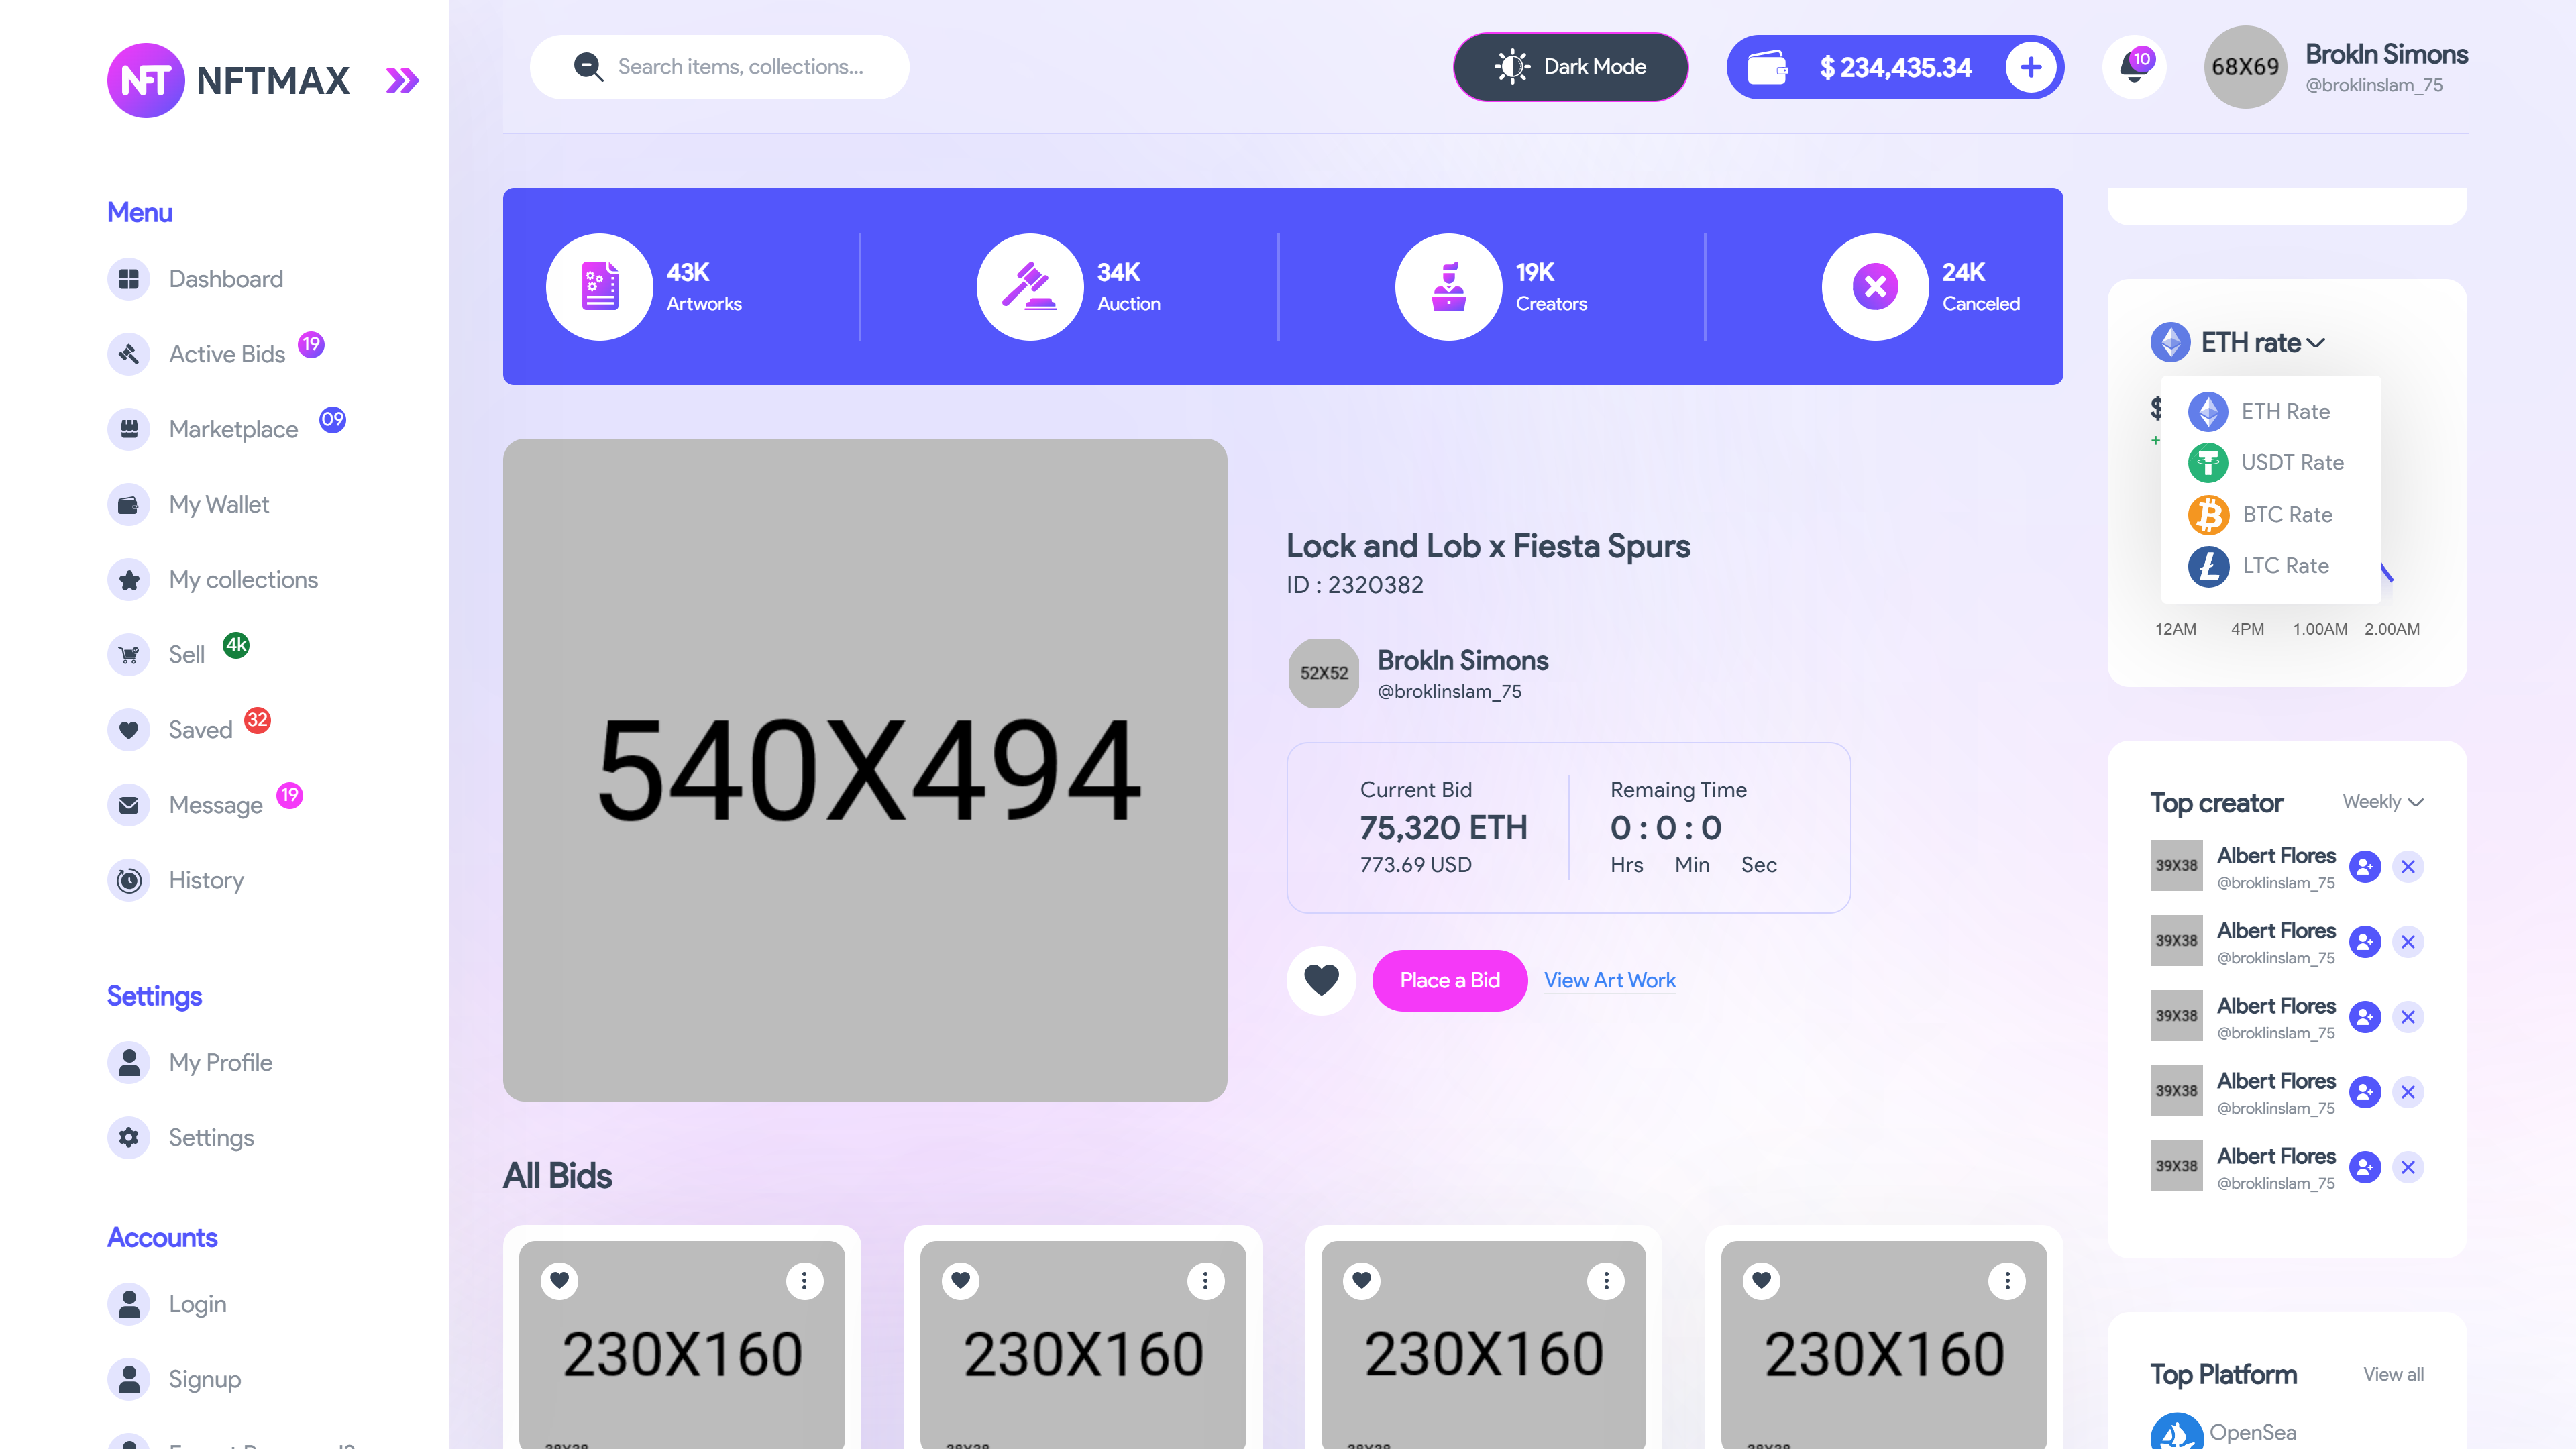 NFT NFTMAX
Menu
Dashboard
Active Bids 19
Marketplace 09
My Wallet
My collections
Sell 4k
Saved 32
Message 19
History
Settings
My Profile
Settings
Accounts
Login
Signup
Search items, collections...
Dark Mode
$ 234,435.34
10
68X69
Brokln Simons
@broklinslam_75
43K
Artworks
34K
Auction
19K
Creators
24K
Canceled
540X494
Lock and Lob x Fiesta Spurs
ID : 2320382
52X52
Brokln Simons
@broklinslam_75
Current Bid
75,320 ETH
773.69 USD
Remaing Time
0 : 0 : 0
Hrs Min Sec
Place a Bid
View Art Work
All Bids
230X160
230X160
230X160
230X160
ETH rate
$
+
ETH Rate
USDT Rate
BTC Rate
LTC Rate
12AM 4PM 1.00AM 2.00AM
Top creator
Weekly
39X38
Albert Flores
@broklinslam_75
39X38
Albert Flores
@broklinslam_75
39X38
Albert Flores
@broklinslam_75
39X38
Albert Flores
@broklinslam_75
39X38
Albert Flores
@broklinslam_75
Top Platform
View all
OpenSea